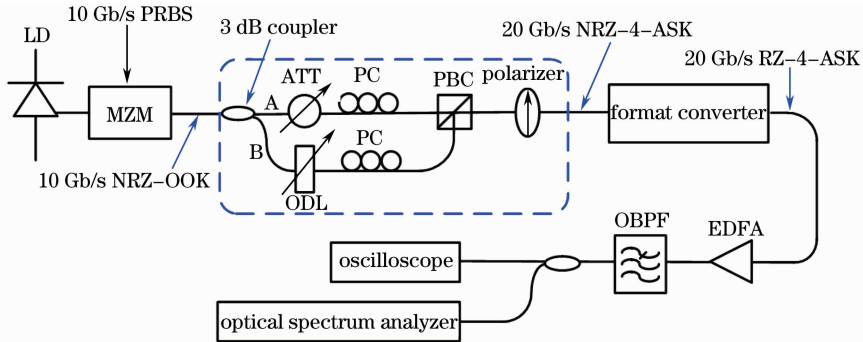 10 Gb/s PRBS
LD
3 dB coupler
20 Gb/s NRZ-4-ASK
20 Gb/s RZ-4-ASK
ATT
PC
PBC
polarizer
A
MZM
format converter
B
PC
10 Gb/s NRZ-OOK
ODL
OBPF
EDFA
oscilloscope
optical spectrum analyzer